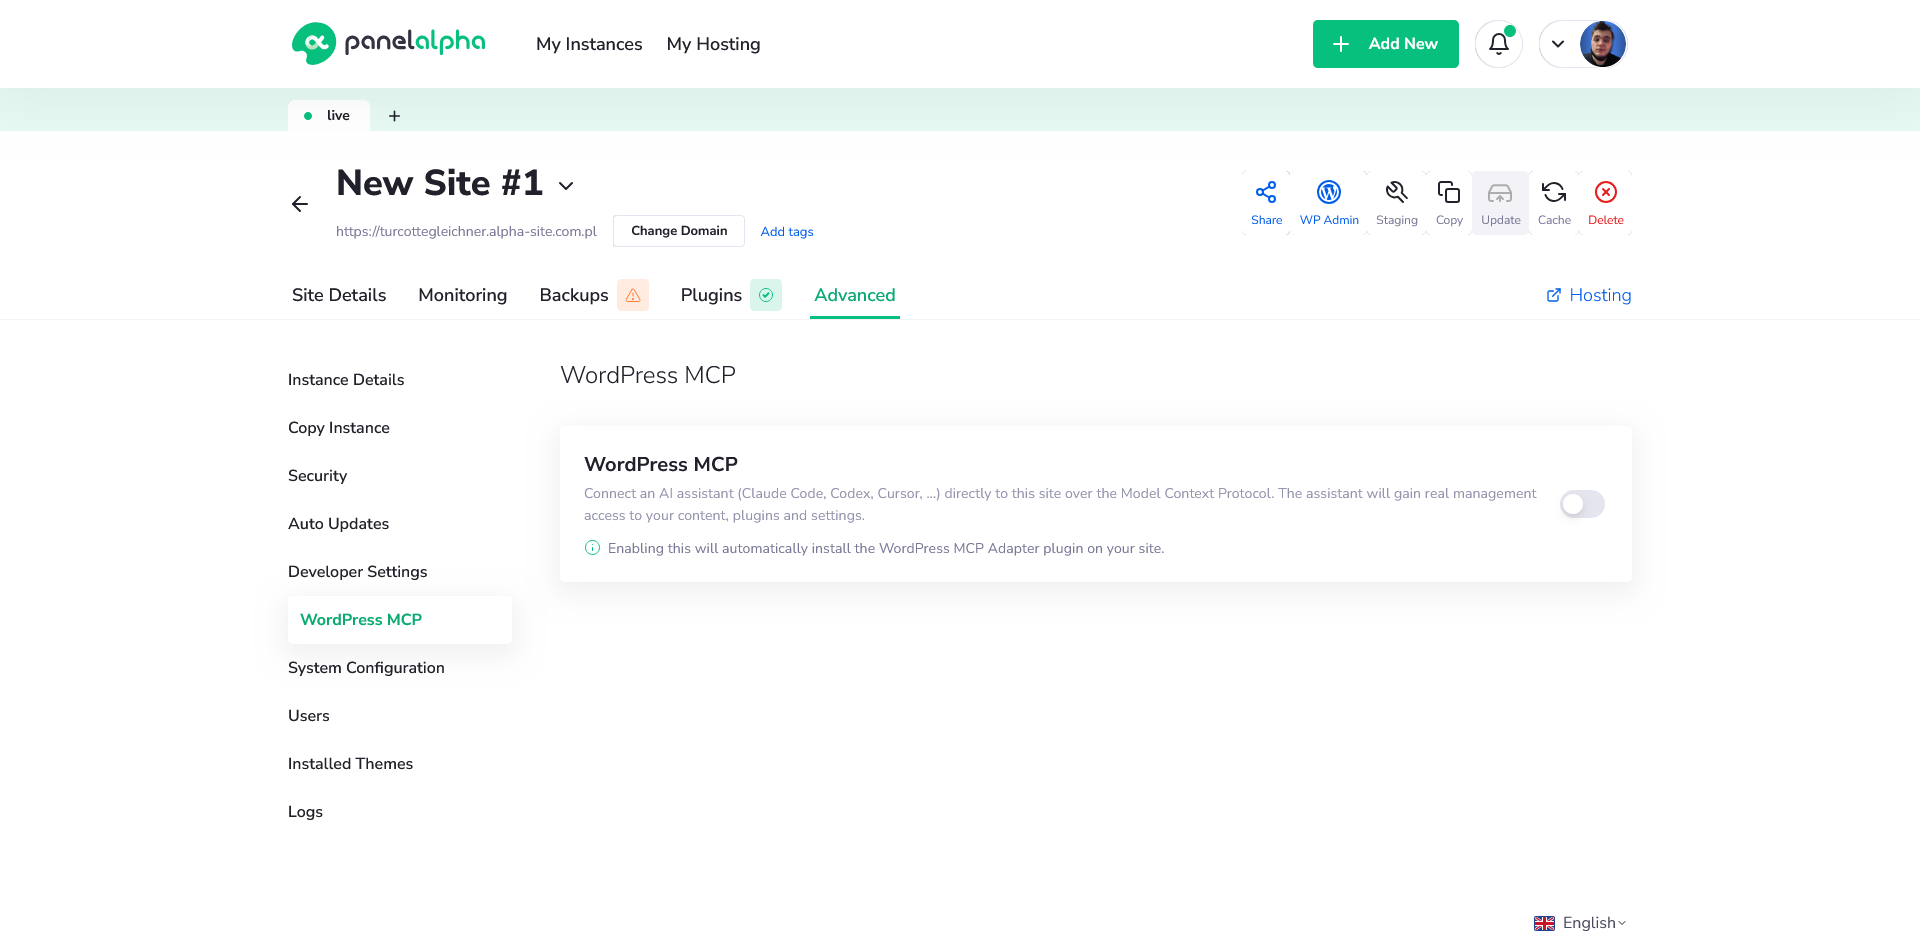 panelalpha
My Instances
My Hosting
Add New
live
New Site #1
https://turcottegleichner.alpha-site.com.pl
Change Domain
Add tags
Share
WP Admin
Staging
Copy
Update
Cache
Delete
Site Details
Monitoring
Backups
Plugins
Advanced
Hosting
Instance Details
Copy Instance
Security
Auto Updates
Developer Settings
WordPress MCP
System Configuration
Users
Installed Themes
Logs
WordPress MCP
WordPress MCP
Connect an AI assistant (Claude Code, Codex, Cursor, ...) directly to this site over the Model Context Protocol. The assistant will gain real management
access to your content, plugins and settings.
Enabling this will automatically install the WordPress MCP Adapter plugin on your site.
English